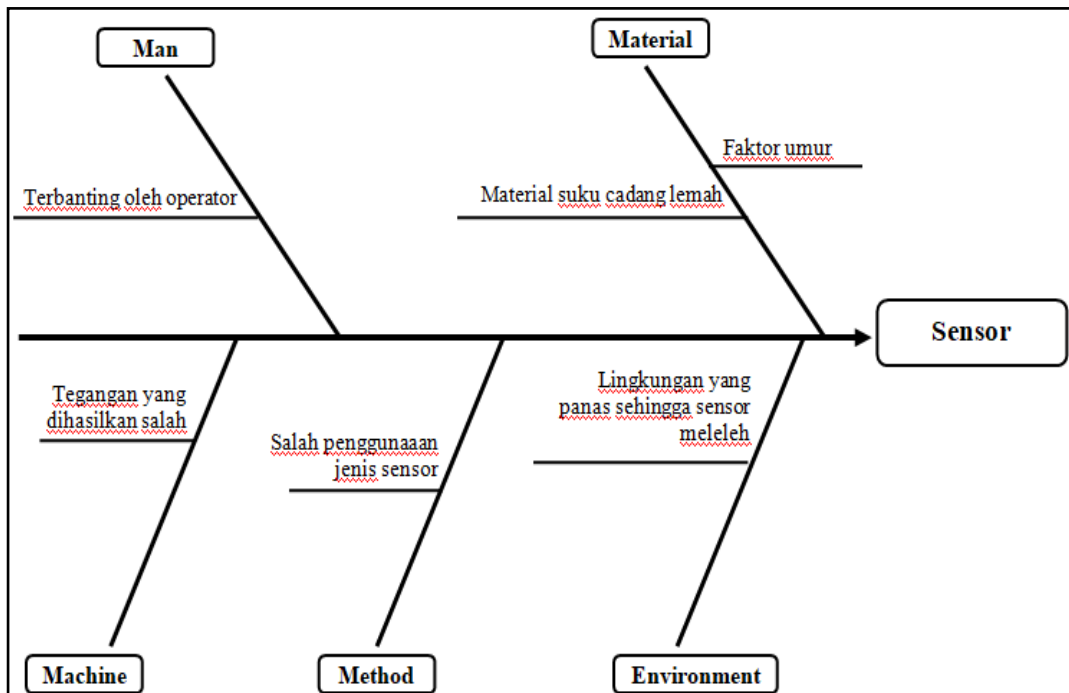 Man
Material
Faktor umur
Terbanting oleh operator
Material suku cadang lemah
Sensor
Tegangan yang
dihasilkan salah
Salah penggunaaan
jenis sensor
Lingkungan yang
panas sehingga sensor
meleleh
Machine
Method
Environment